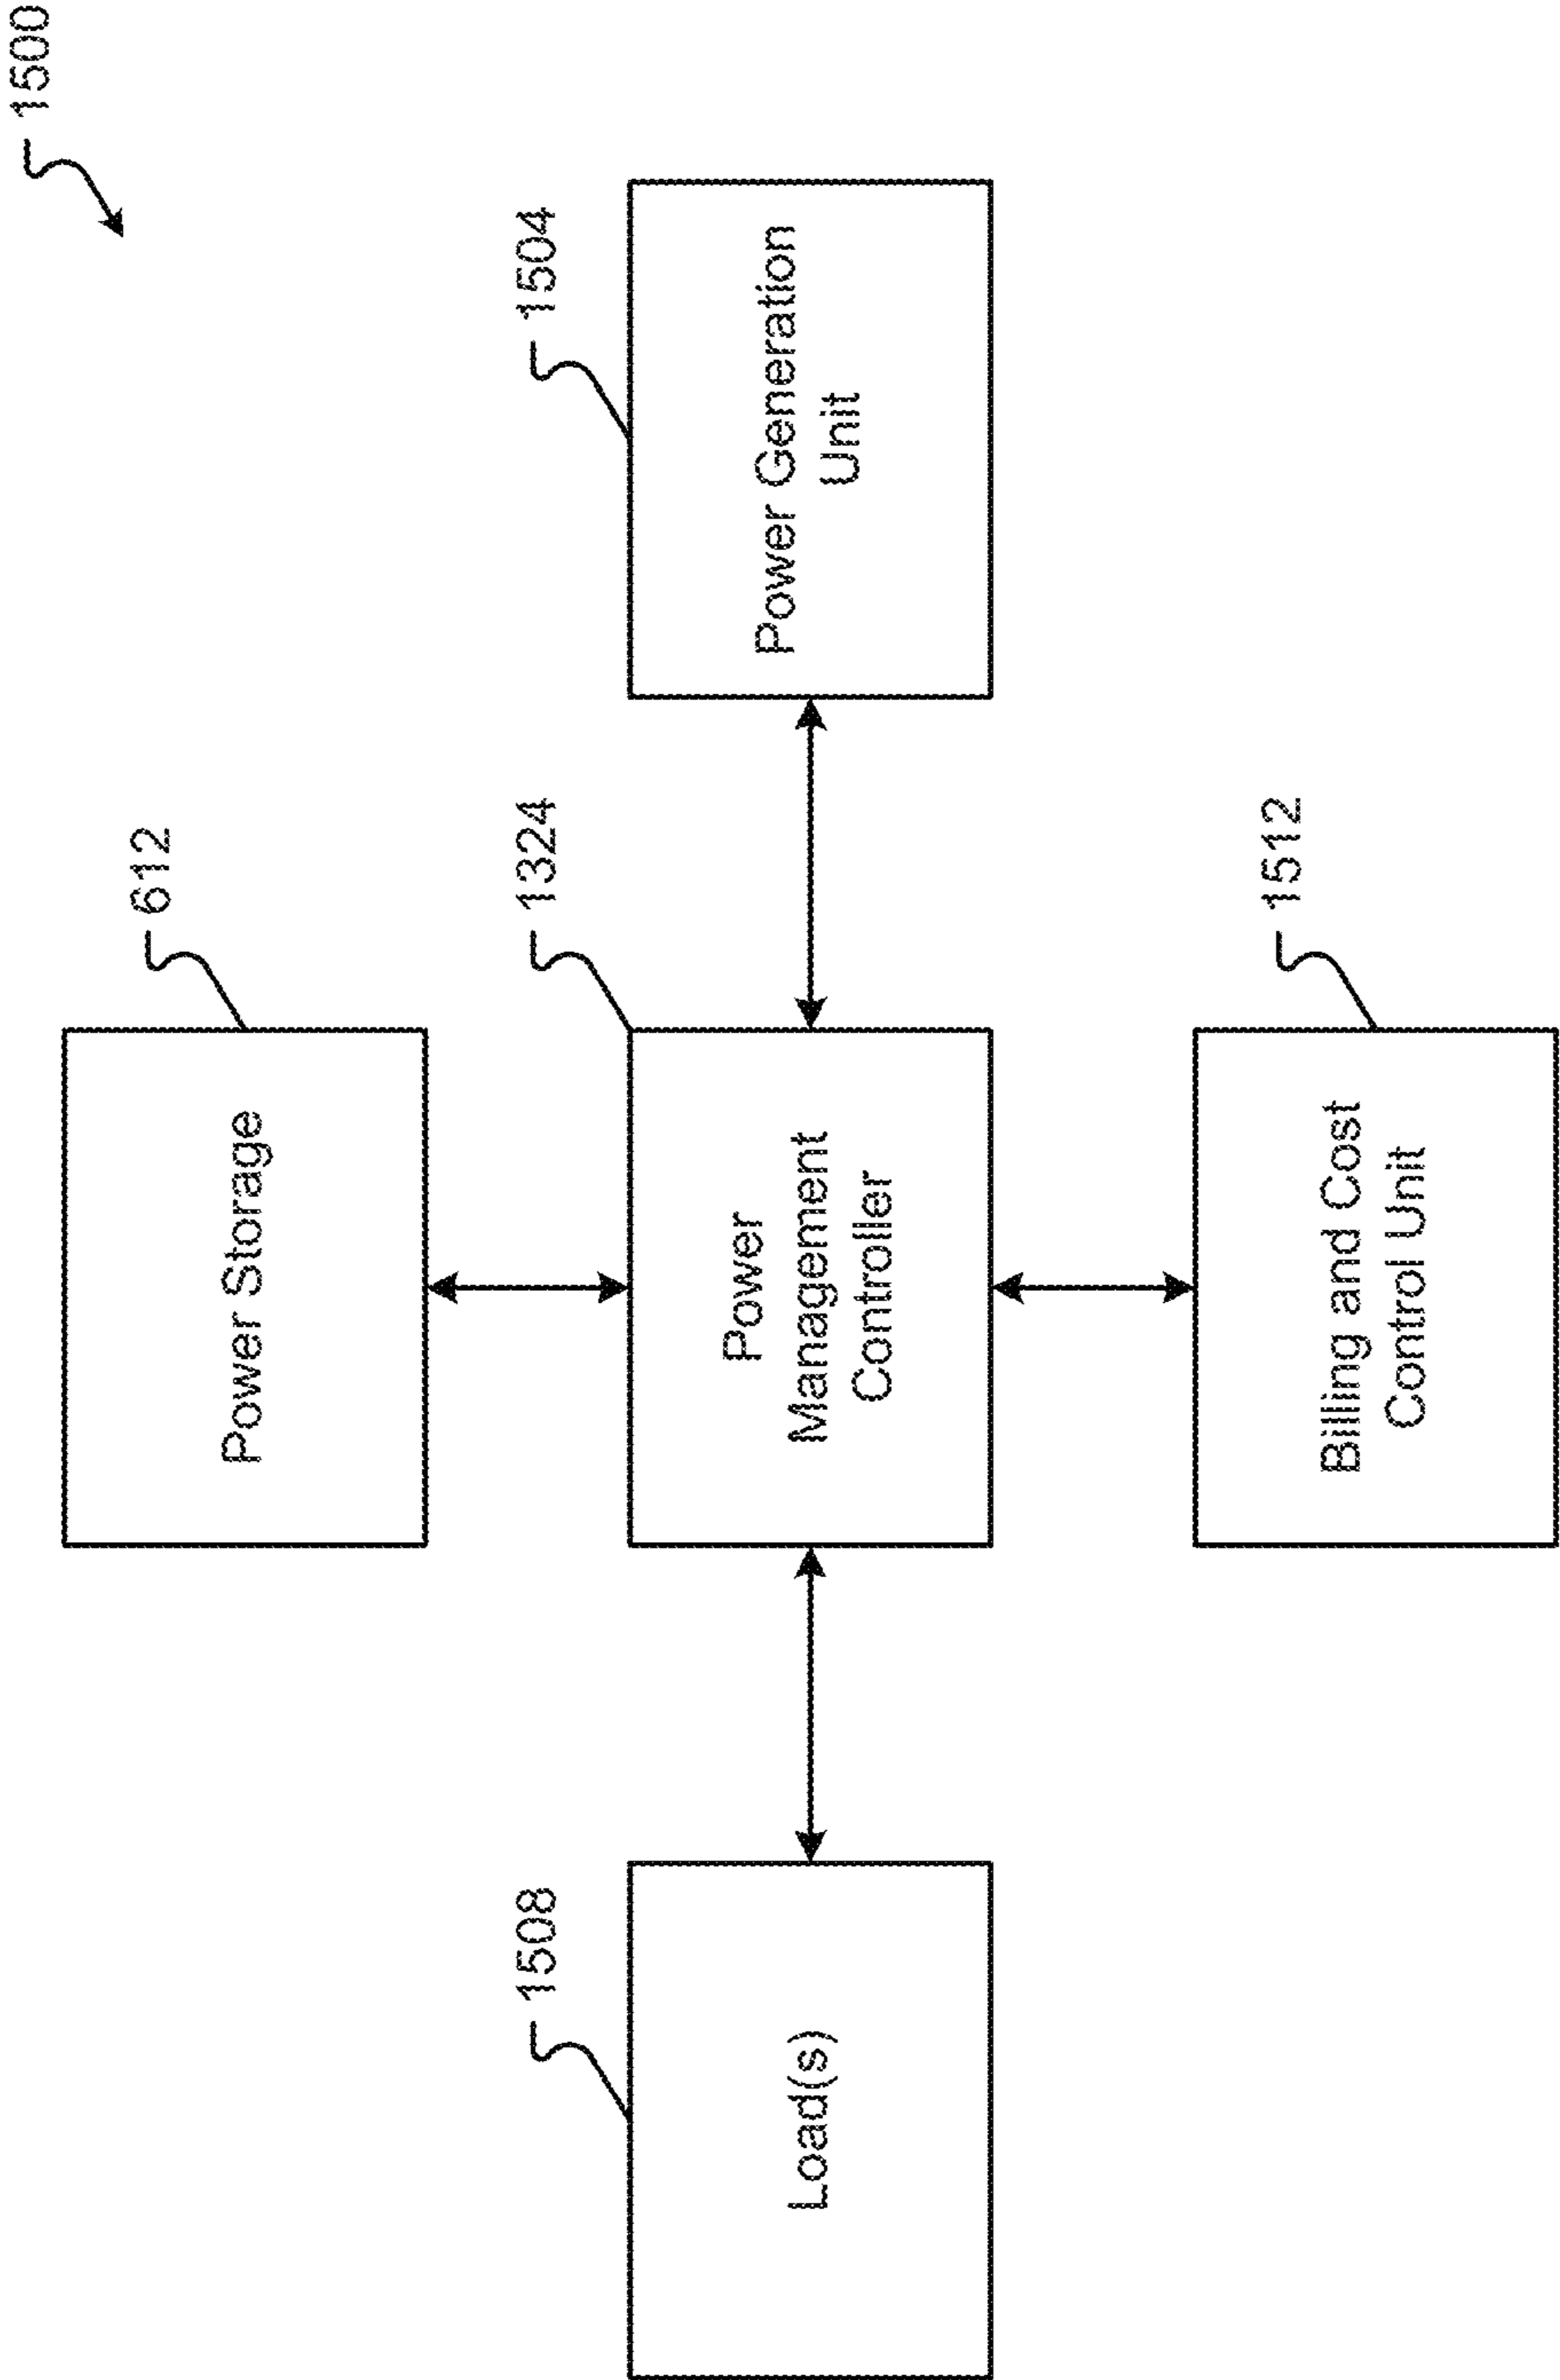 1500
612
Power Storage
1508
1324
1504
Load(s)
Power
Management
Controller
Power Generation
Unit
1512
Billing and Cost
Control Unit